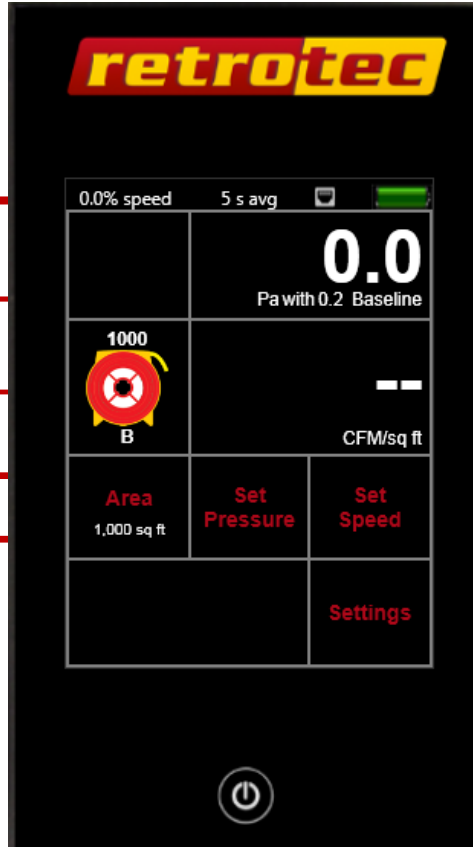 retrotec
0.0% speed 5 s avg
0.0
Pa with 0.2 Baseline
1000
B
--
CFM/sq ft
Area
1,000 sq ft
Set
Pressure
Set
Speed
Settings